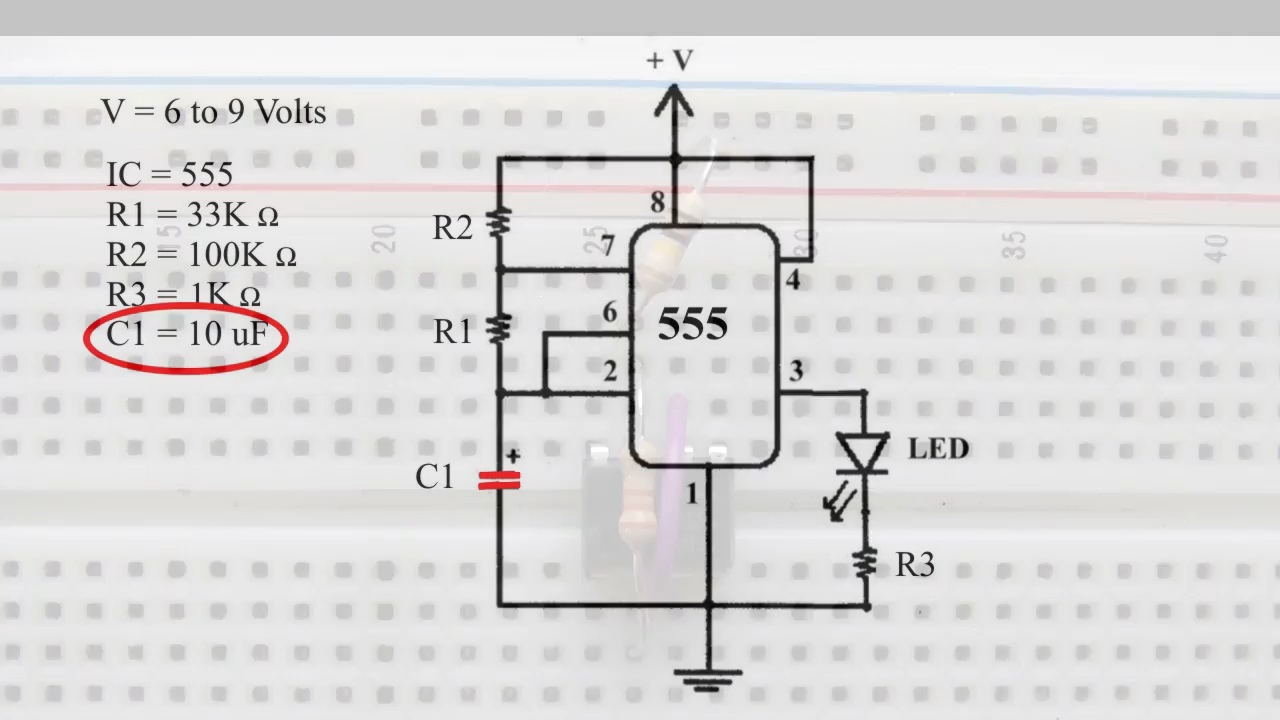 + V
V = 6 to 9 Volts
IC = 555
R1 = 33K Ω
R2 = 100K Ω
R3 = 1K Ω
C1 = 10 uF
8
R2
7
4
6
R1
555
2
3
+
LED
C1
1
R3
15
20
25
30
35
40